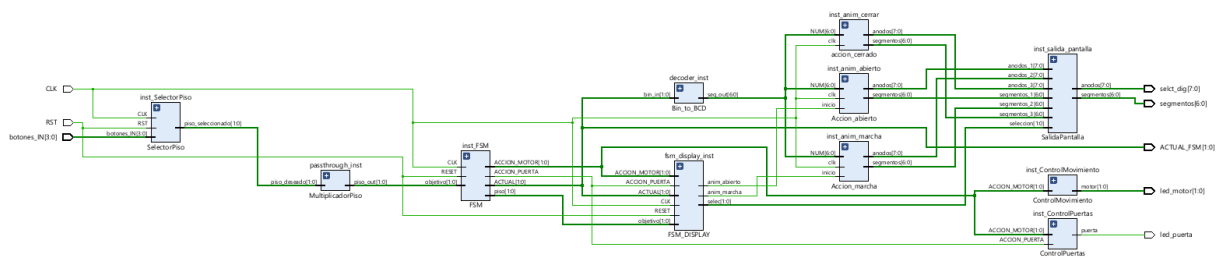 CLK
RST
botones_IN[3:0]
inst_SelectorPiso
CLK
RST
botones_IN[3:0]
piso_seleccionado[1:0]
SelectorPiso
passthrough_inst
piso_deseado[1:0]
piso_out[1:0]
MultiplicadorPiso
inst_FSM
CLK
RESET
objetivo[1:0]
ACCION_MOTOR[1:0]
ACCION_PUERTA
ACTUAL[1:0]
piso[1:0]
FSM
decoder_inst
bin_in[1:0]
seq_out[6:0]
Bin_to_BCD
fsm_display_inst
ACCION_MOTOR[1:0]
ACCION_PUERTA
ACTUAL[1:0]
CLK
RESET
objetivo[1:0]
anim_abierto
anim_marcha
selec[1:0]
FSM_DISPLAY
inst_anim_cerrar
NUM[6:0]
clk
anodos[7:0]
segmentos[6:0]
accion_cerrado
inst_anim_abierto
NUM[6:0]
clk
inicio
anodos[7:0]
segmentos[6:0]
Accion_abierto
inst_anim_marcha
NUM[6:0]
clk
inicio
anodos[7:0]
segmentos[6:0]
Accion_marcha
inst_salida_pantalla
anodos_1[7:0]
anodos_2[7:0]
anodos_3[7:0]
segmentos_1[6:0]
segmentos_2[6:0]
segmentos_3[6:0]
seleccion[1:0]
anodos[7:0]
segmentos[6:0]
SalidaPantalla
inst_ControlMovimiento
ACCION_MOTOR[1:0]
motor[1:0]
ControlMovimiento
inst_ControlPuertas
ACCION_MOTOR[1:0]
ACCION_PUERTA
puerta
ControlPuertas
selct_dig[7:0]
segmentos[6:0]
ACTUAL_FSM[1:0]
led_motor[1:0]
led_puerta